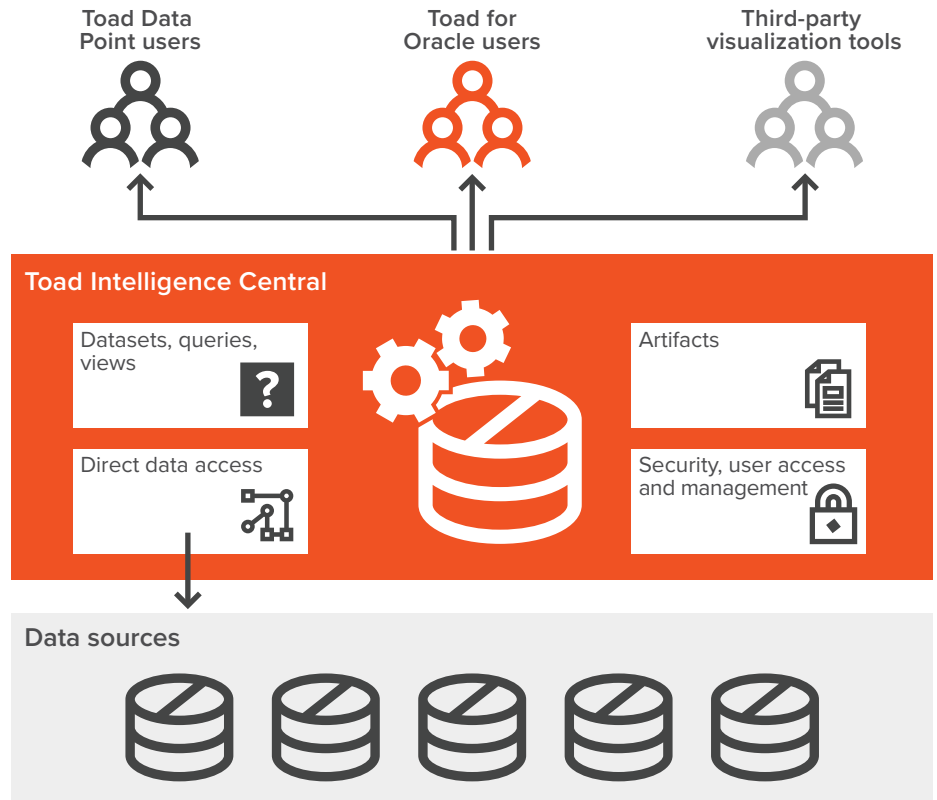 Toad Data
Point users
Toad for
Oracle users
Third-party
visualization tools
Toad Intelligence Central
Datasets, queries,
views
?
Artifacts
Direct data access
Security, user access
and management
Data sources